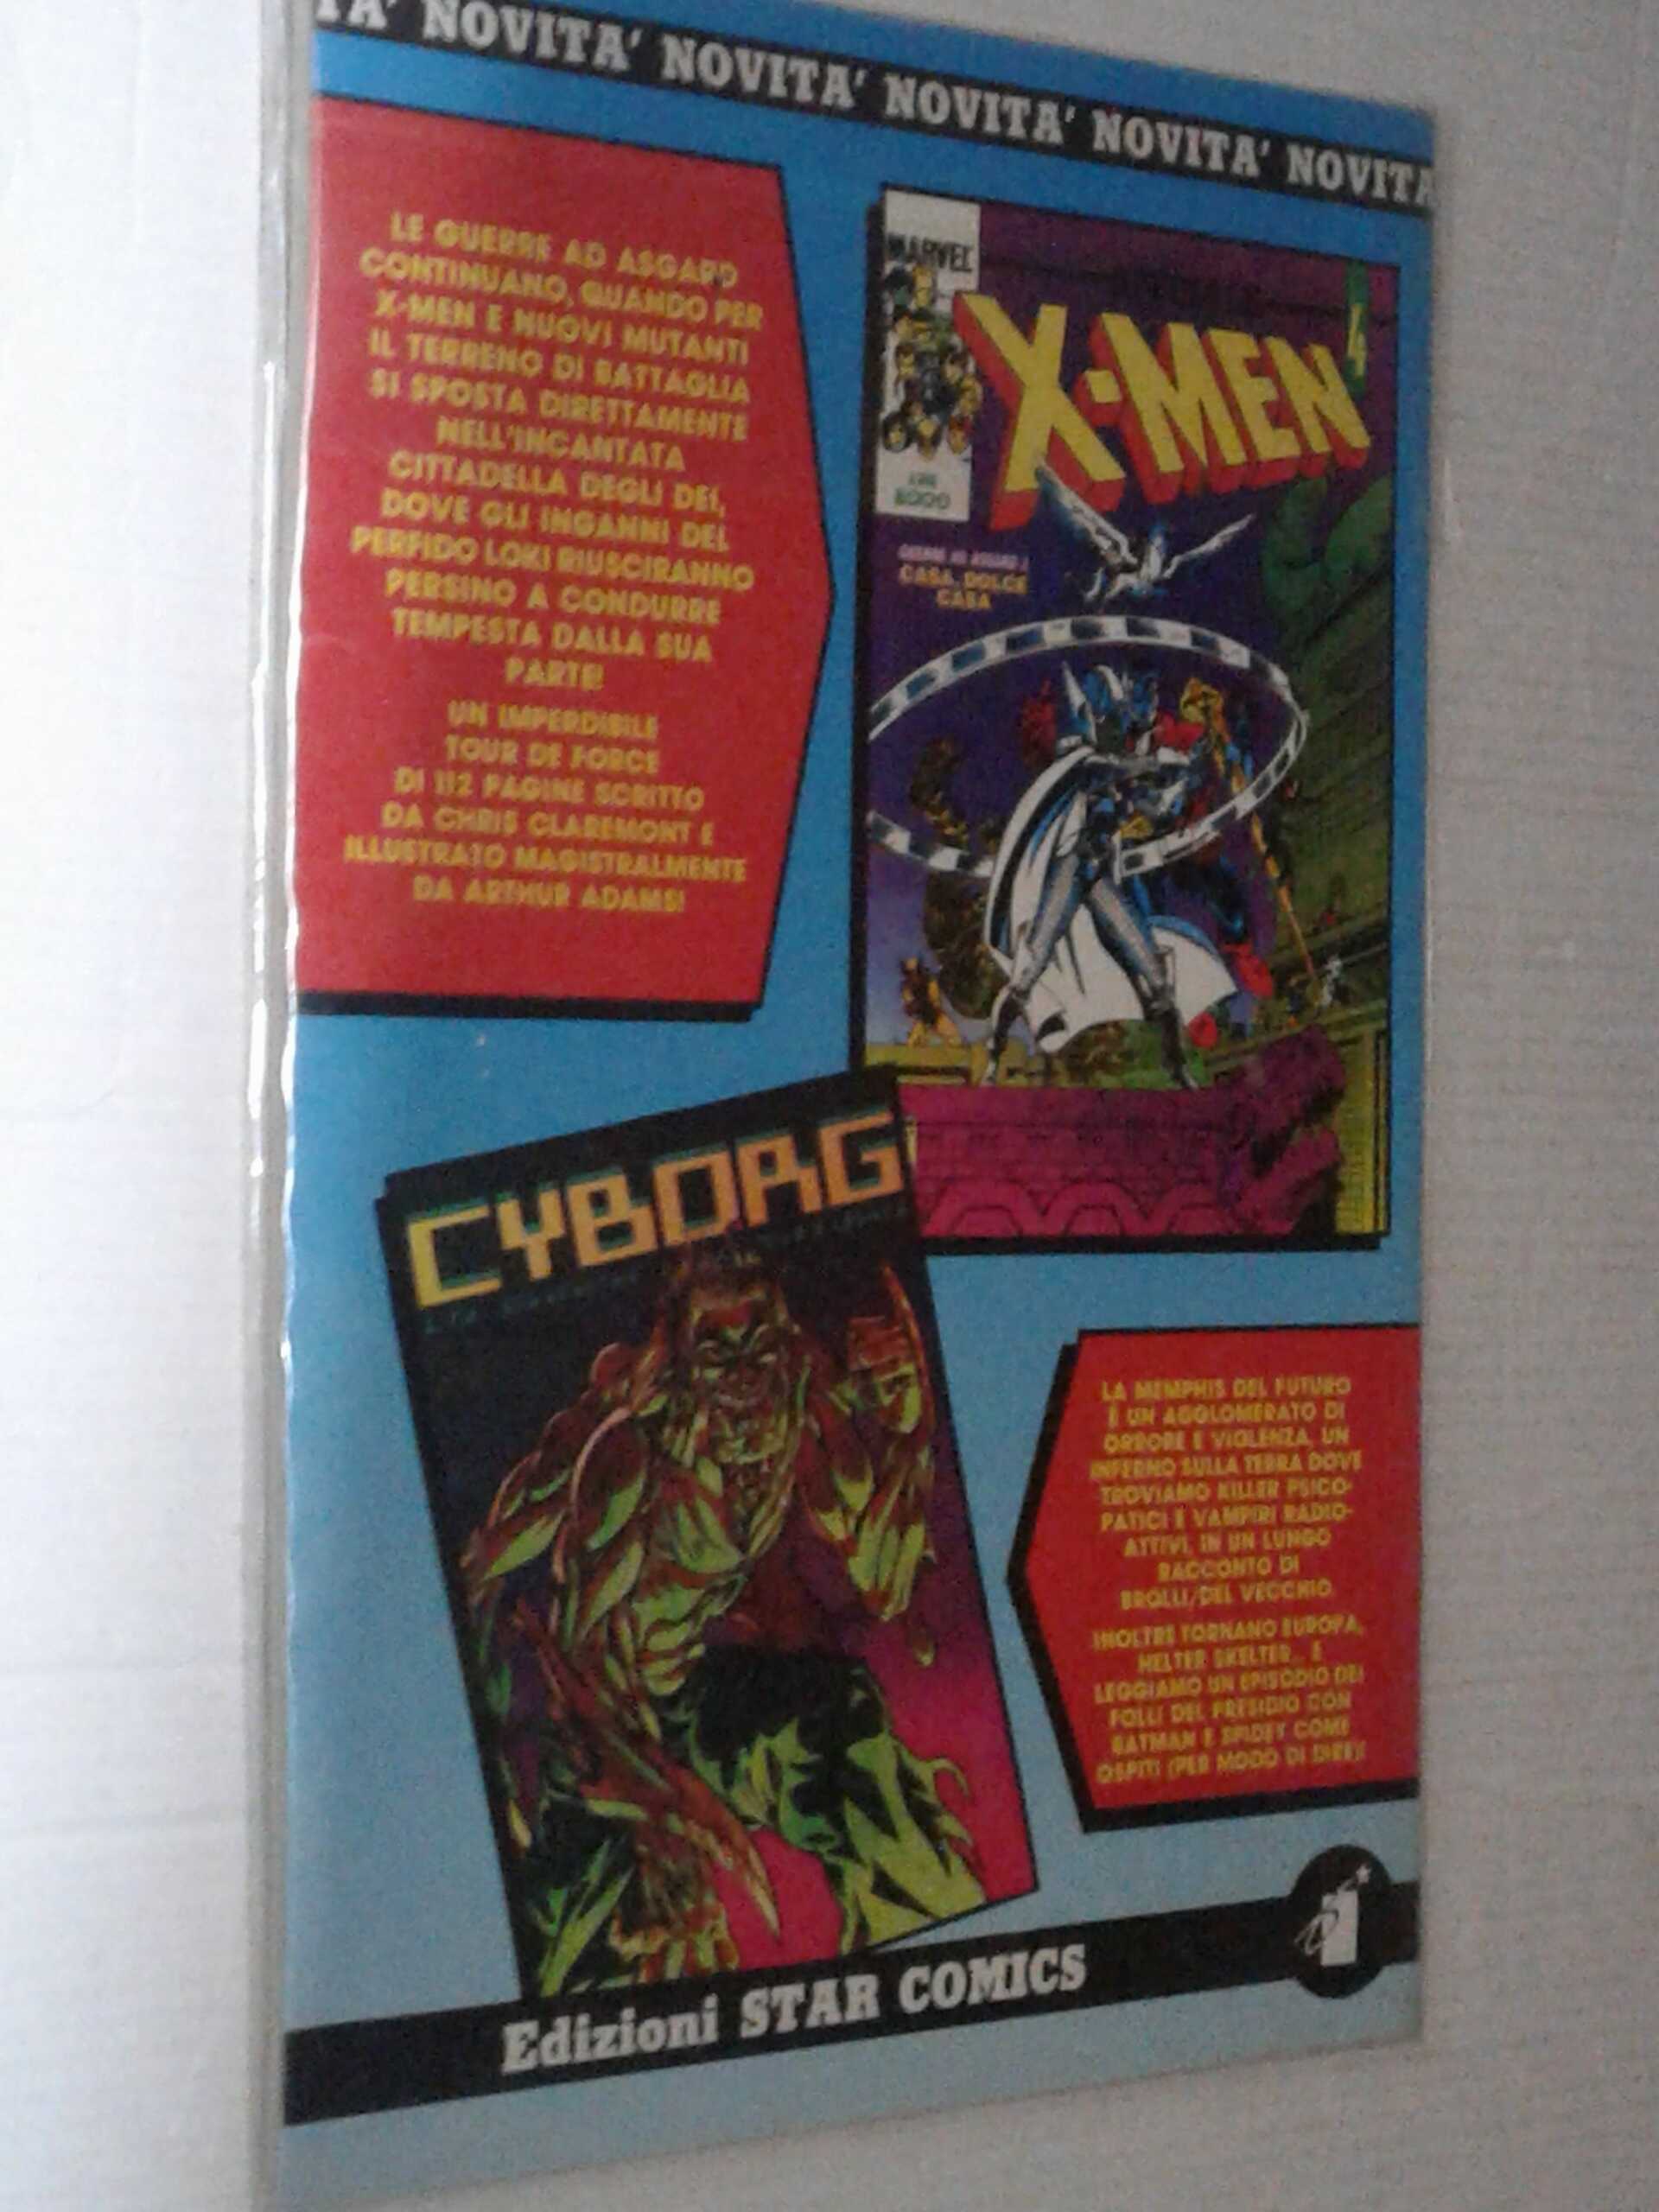 TA' NOVITA' NOVITA' NOVITA' NOVITA' NOVITA
LE GUERRE AD ASGARD
CONTINUANO, QUANDO PER
X-MEN E NUOVI MUTANTI
IL TERRENO DI BATTAGLIA
SI SPOSTA DIRETTAMENTE
NELL'INCANTATA
CITTADELLA DEGLI DEI,
DOVE GLI INGANNI DEL
PERFIDO LOKI RIUSCIRANNO
PERSINO A CONDURRE
TEMPESTA DALLA SUA
PARTE!
UN IMPERDIBILE
TOUR DE FORCE
DI 112 PAGINE SCRITTO
DA CHRIS CLAREMONT E
ILLUSTRATO MAGISTRALMENTE
DA ARTHUR ADAMS!
MARVEL
X-MEN
4
LIRE
GUERRE AD ASGARD
CASA, DOLCE
CASA
CYBORG
LA MEMPHIS DEL FUTURO
È UN AGGLOMERATO DI
ORRORE E VIOLENZA, UN
INFERNO SULLA TERRA DOVE
TROVIAMO KILLER PSICO-
PATICI E VAMPIRI RADIO-
ATTIVI, IN UN LUNGO
RACCONTO DI
BROLLI/DEL VECCHIO.
INOLTRE TORNANO EUROPA,
HELTER SKELTER... E
LEGGIAMO UN EPISODIO DEI
FOLLI DEL PRESIDIO CON
BATMAN E SPIDEY COME
OSPITI (PER MODO DI DIRE)!
Edizioni STAR COMICS